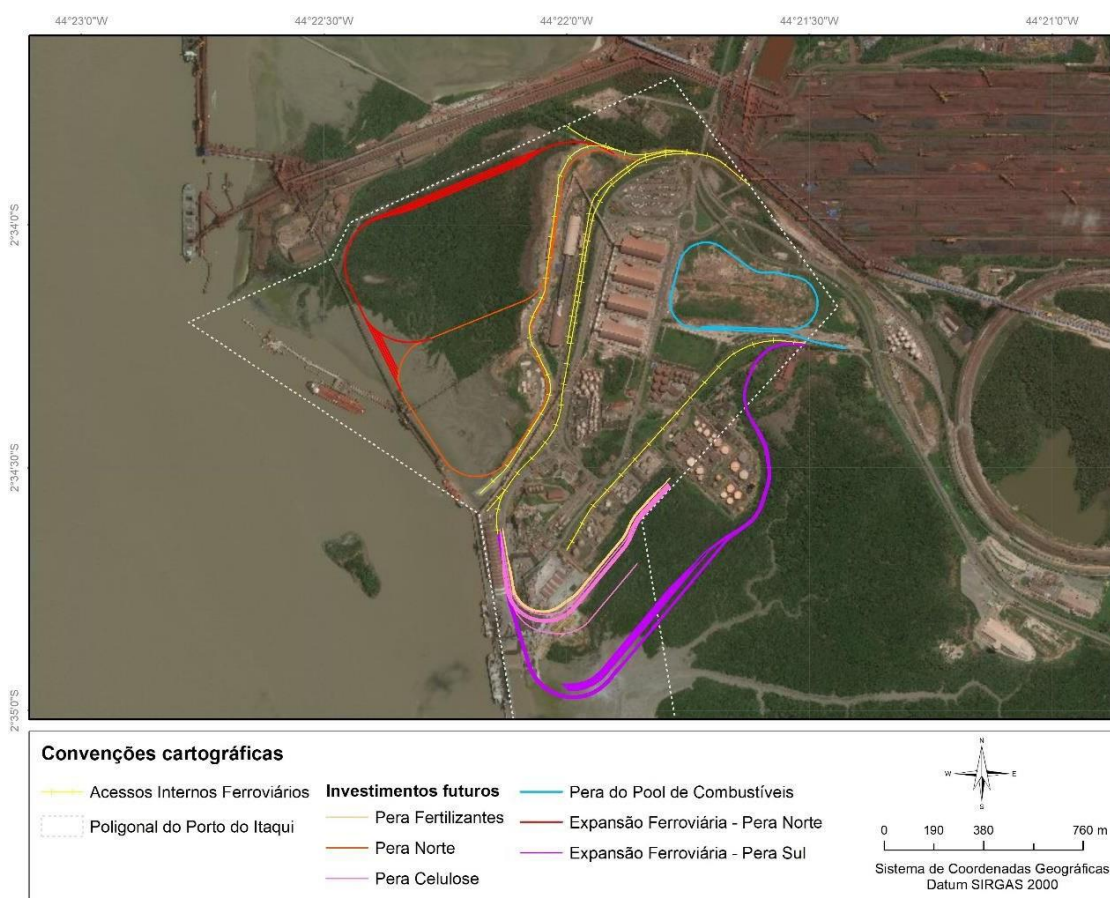 44°23'0"W 44°22'30"W 44°22'0"W 44°21'30"W 44°21'0"W
2°34'0"S
2°34'30"S
2°35'0"S
Convenções cartográficas
Acessos Internos Ferroviários
Poligonal do Porto do Itaqui
Investimentos futuros
Pera Fertilizantes
Pera Norte
Pera Celulose
Pera do Pool de Combustíveis
Expansão Ferroviária - Pera Norte
Expansão Ferroviária - Pera Sul
N
W E
S
0 190 380 760 m
Sistema de Coordenadas Geográficas
Datum SIRGAS 2000